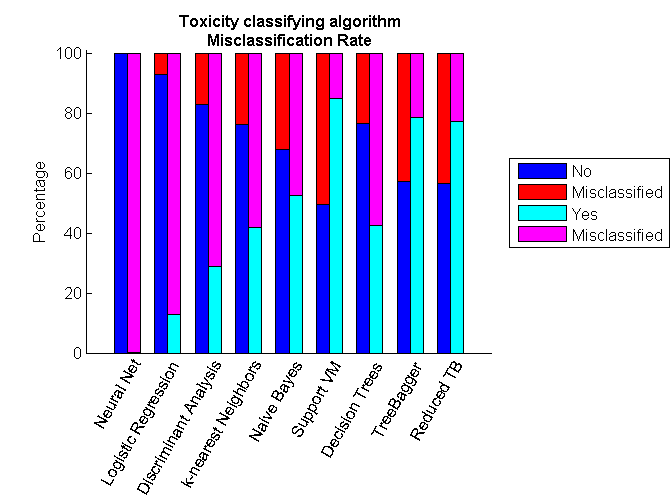 Toxicity classifying algorithm
Misclassification Rate
Percentage
100
80
60
40
20
0
Neural Net
Logistic Regression
Discriminant Analysis
k-nearest Neighbors
Naive Bayes
Support VM
Decision Trees
TreeBagger
Reduced TB
No
Misclassified
Yes
Misclassified